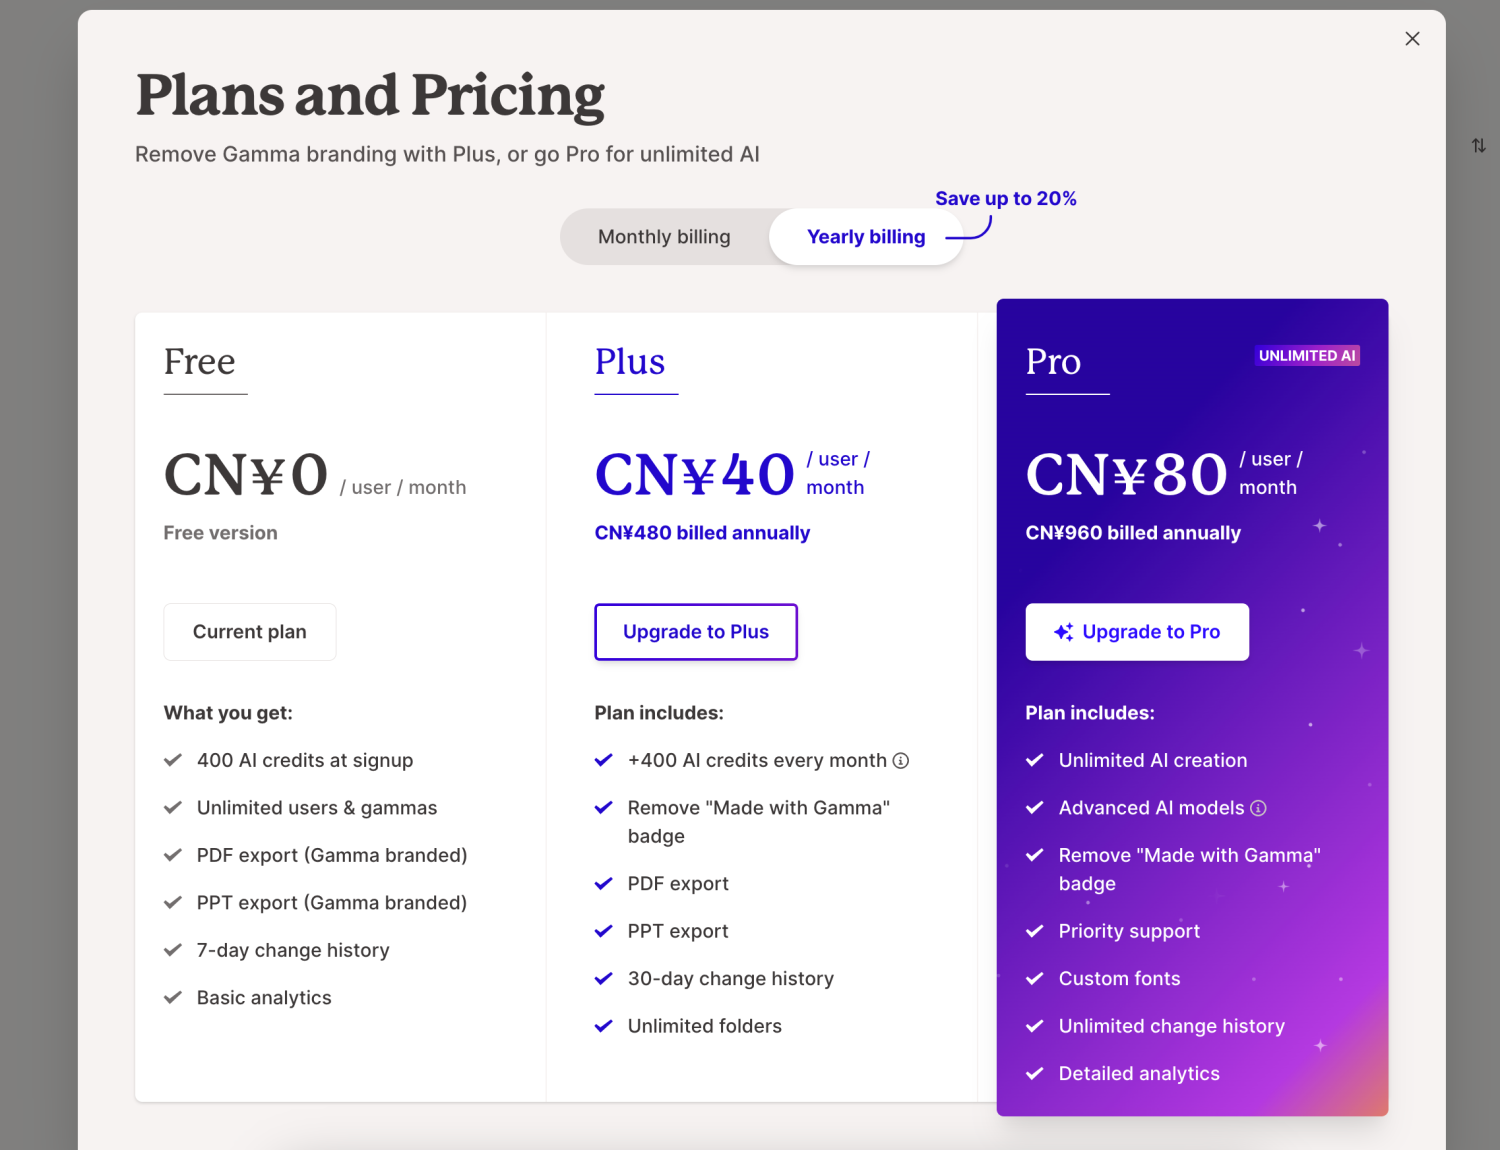 Plans and Pricing
Remove Gamma branding with Plus, or go Pro for unlimited AI
Save up to 20%
Monthly billing
Yearly billing
Free
CN¥0 / user / month
Free version
Current plan
What you get:
400 AI credits at signup
Unlimited users & gammas
PDF export (Gamma branded)
PPT export (Gamma branded)
7-day change history
Basic analytics
Plus
CN¥40 / user /
month
CN¥480 billed annually
Upgrade to Plus
Plan includes:
+400 AI credits every month
Remove "Made with Gamma"
badge
PDF export
PPT export
30-day change history
Unlimited folders
Pro
UNLIMITED AI
CN¥80 / user /
month
CN¥960 billed annually
Upgrade to Pro
Plan includes:
Unlimited AI creation
Advanced AI models
Remove "Made with Gamma"
badge
Priority support
Custom fonts
Unlimited change history
Detailed analytics